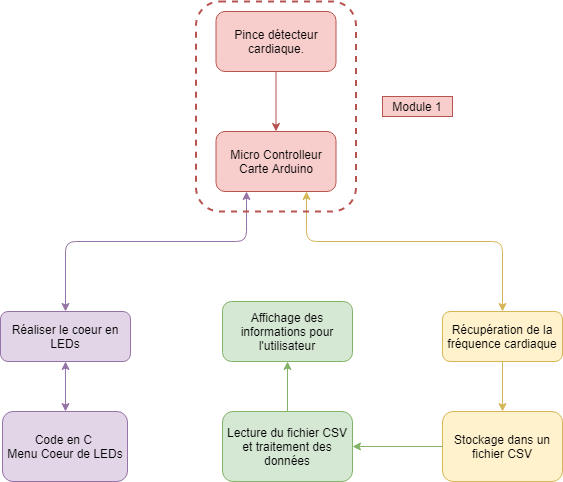 Pince détecteur
cardiaque.
Module 1
Micro Controlleur
Carte Arduino
Réaliser le coeur en
LEDs
Affichage des
informations pour
l'utilisateur
Récupération de la
fréquence cardiaque
Code en C
Menu Coeur de LEDs
Lecture du fichier CSV
et traitement des
données
Stockage dans un
fichier CSV